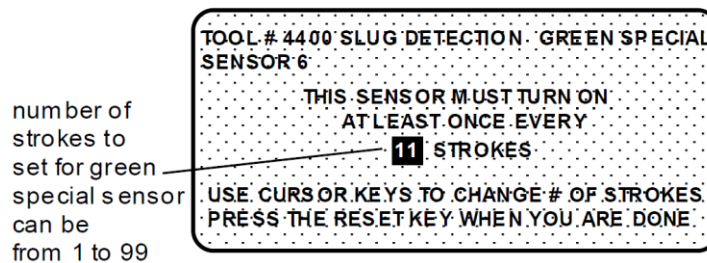 TOOL # 4400 SLUG DETECTION GREEN SPECIAL
SENSOR 6
THIS SENSOR MUST TURN ON
AT LEAST ONCE EVERY
11 STROKES
USE CURSOR KEYS TO CHANGE # OF STROKES
PRESS THE RESET KEY WHEN YOU ARE DONE
number of
strokes to
set for green
special sensor
can be
from 1 to 99